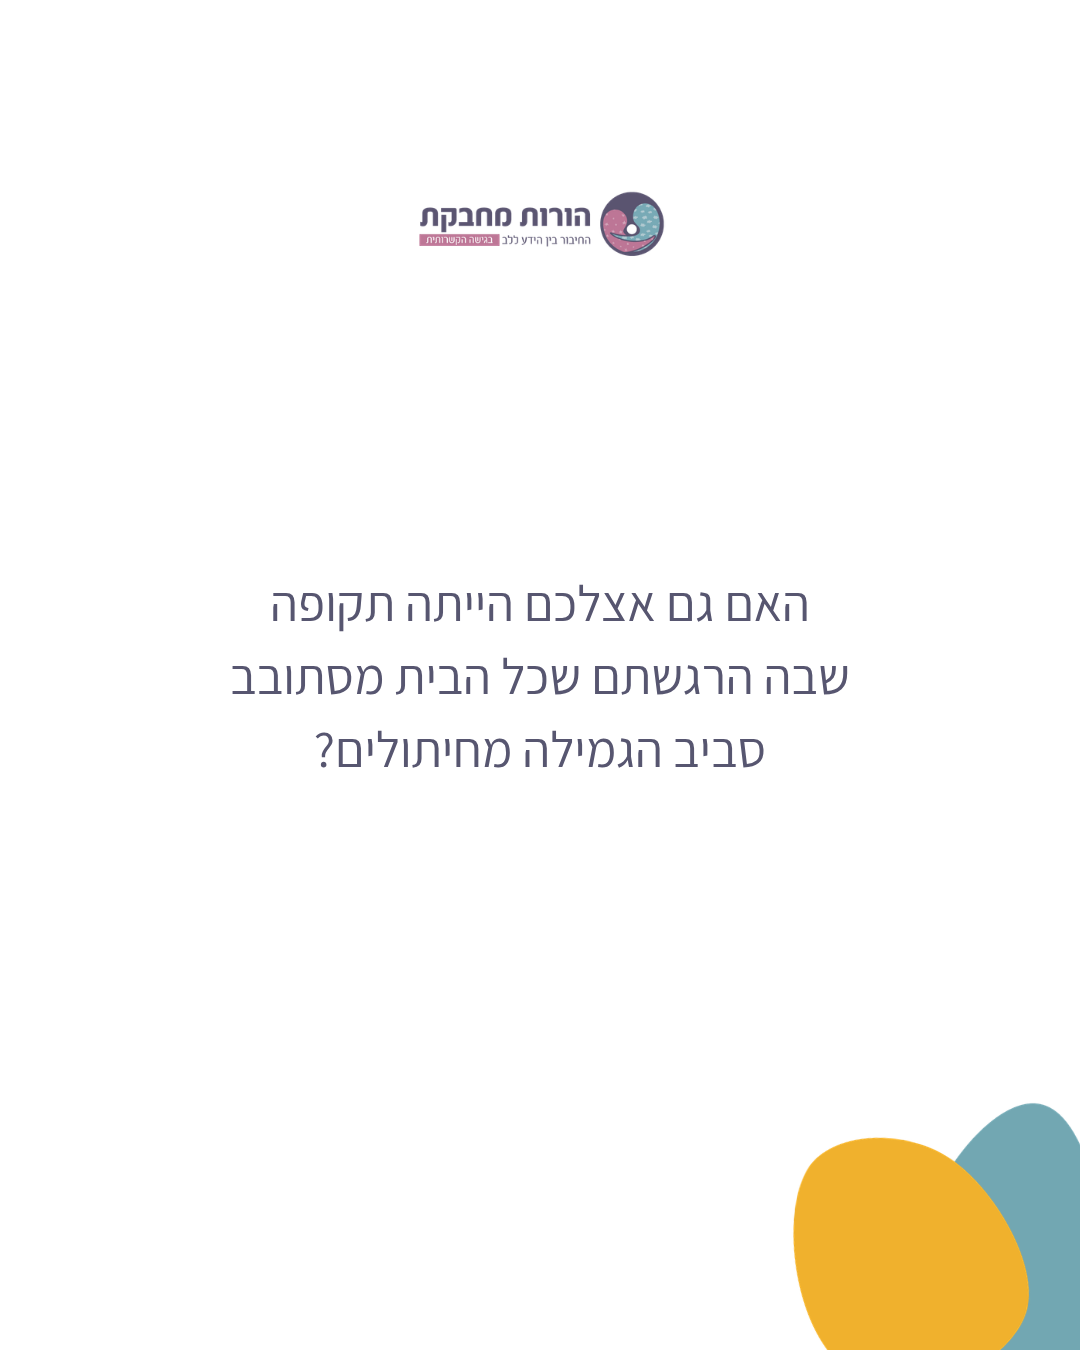 הורות מחבקת
החיבור בין הידע ללב בגישה הקשרותית
האם גם אצלכם הייתה תקופה
שבה הרגשתם שכל הבית מסתובב
סביב הגמילה מחיתולים?